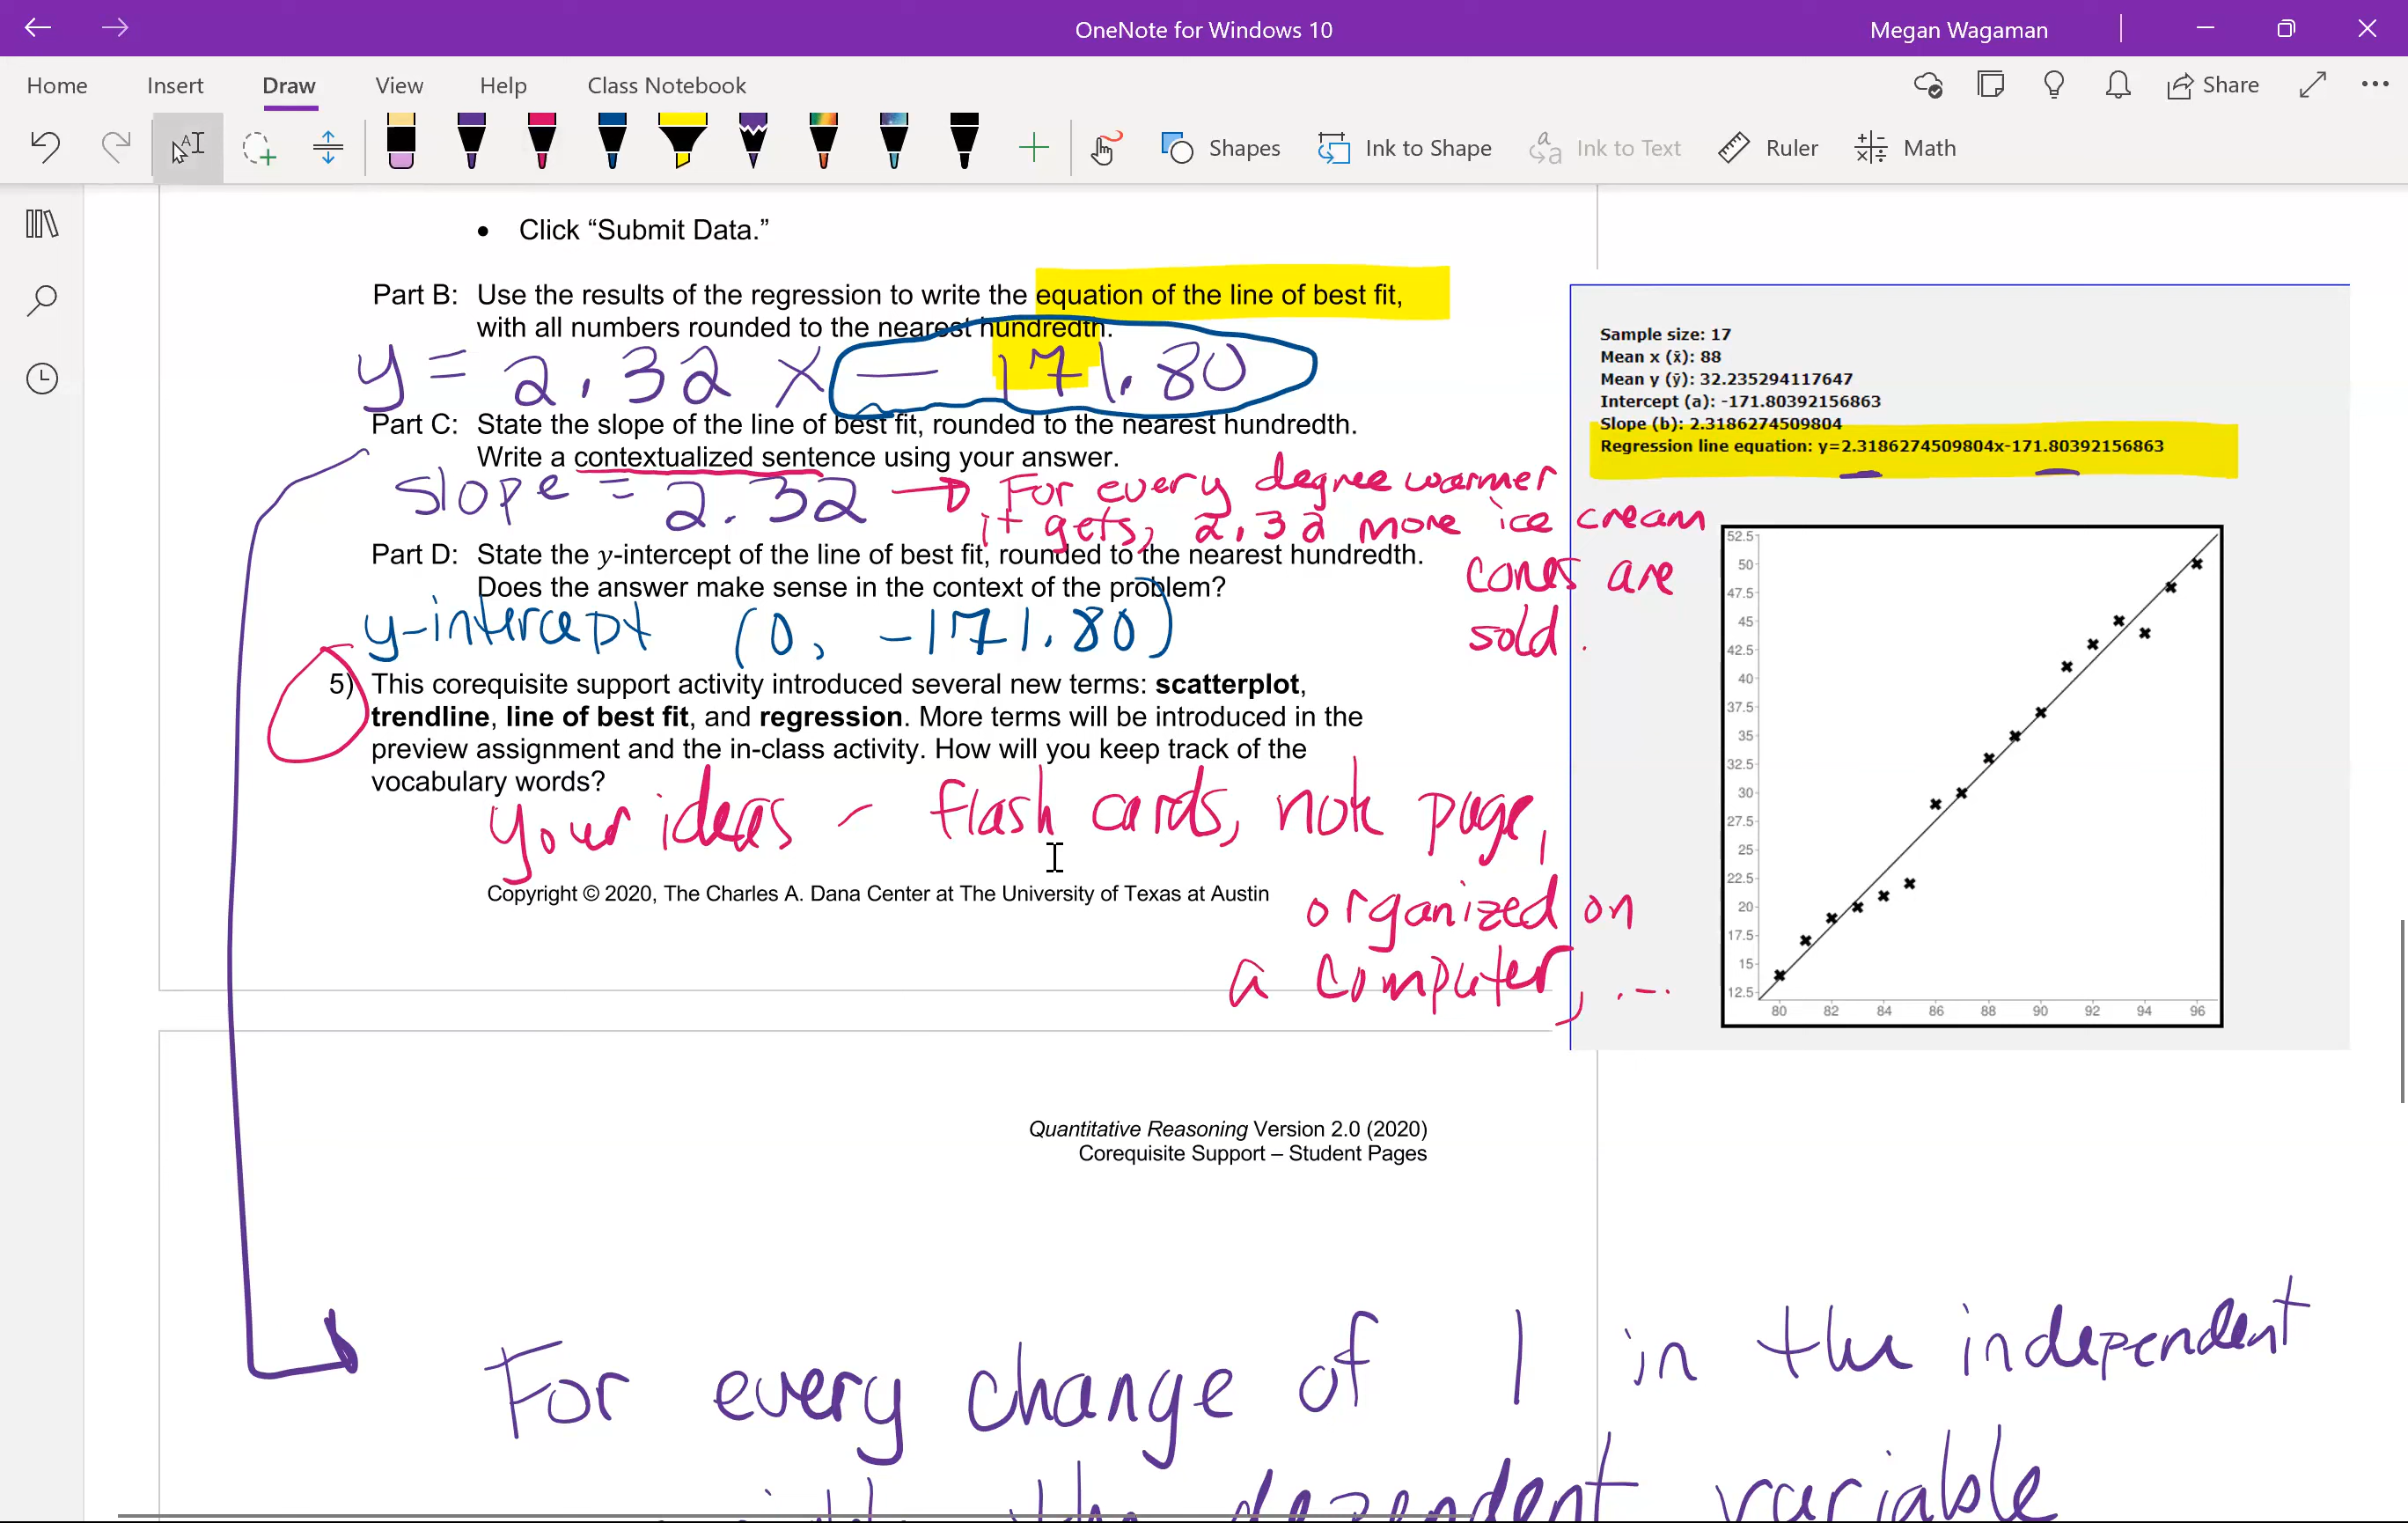 OneNote for Windows 10
Megan Wagaman
Home Insert Draw View Help Class Notebook
Share
Shapes Ink to Shape Ink to Text Ruler Math
• Click “Submit Data.”
Part B: Use the results of the regression to write the equation of the line of best fit,
with all numbers rounded to the nearest hundredth.
y = 2.32 x - 171.80
Part C: State the slope of the line of best fit, rounded to the nearest hundredth.
Write a contextualized sentence using your answer.
slope = 2.32 → For every degree warmer
it gets, 2.32 more ice cream
cones are
sold.
Part D: State the y-intercept of the line of best fit, rounded to the nearest hundredth.
Does the answer make sense in the context of the problem?
y-intercept (0, -171.80)
5) This corequisite support activity introduced several new terms: scatterplot,
trendline, line of best fit, and regression. More terms will be introduced in the
preview assignment and the in-class activity. How will you keep track of the
vocabulary words?
your ideas - flash cards, note page,
organized on
a computer, ...
Copyright © 2020, The Charles A. Dana Center at The University of Texas at Austin
Sample size: 17
Mean x (x̄): 88
Mean y (ȳ): 32.235294117647
Intercept (a): -171.80392156863
Slope (b): 2.3186274509804
Regression line equation: y=2.3186274509804x-171.80392156863
52.5
50
47.5
45
42.5
40
37.5
35
32.5
30
27.5
25
22.5
20
17.5
15
12.5
80 82 84 86 88 90 92 94 96
Quantitative Reasoning Version 2.0 (2020)
Corequisite Support – Student Pages
For every change of 1 in the independent
the dependent variable